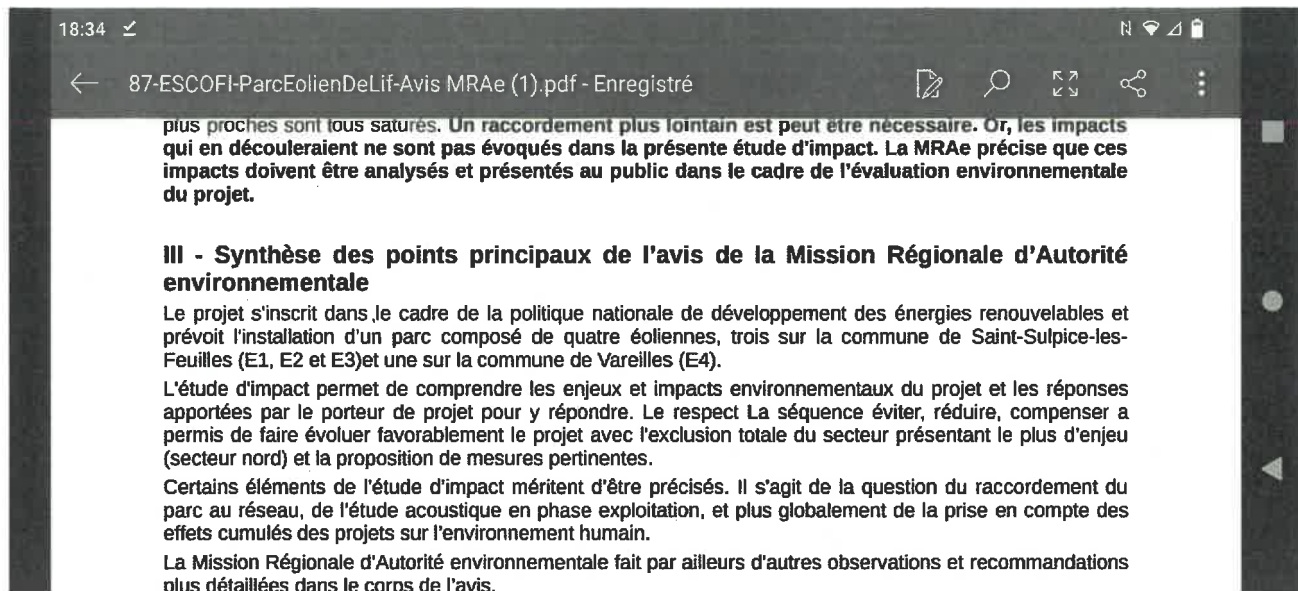 18:34
87-ESCOFI-ParcEolienDeLif-Avis MRAe (1).pdf - Enregistré
plus proches sont tous saturés. Un raccordement plus lointain est peut être nécessaire. Or, les impacts
qui en découleraient ne sont pas évoqués dans la présente étude d'impact. La MRAe précise que ces
impacts doivent être analysés et présentés au public dans le cadre de l'évaluation environnementale
du projet.
III - Synthèse des points principaux de l'avis de la Mission Régionale d'Autorité
environnementale
Le projet s'inscrit dans le cadre de la politique nationale de développement des énergies renouvelables et
prévoit l'installation d'un parc composé de quatre éoliennes, trois sur la commune de Saint-Sulpice-les-
Feuilles (E1, E2 et E3)et une sur la commune de Vareilles (E4).
L'étude d'impact permet de comprendre les enjeux et impacts environnementaux du projet et les réponses
apportées par le porteur de projet pour y répondre. Le respect La séquence éviter, réduire, compenser a
permis de faire évoluer favorablement le projet avec l'exclusion totale du secteur présentant le plus d'enjeu
(secteur nord) et la proposition de mesures pertinentes.
Certains éléments de l'étude d'impact méritent d'être précisés. Il s'agit de la question du raccordement du
parc au réseau, de l'étude acoustique en phase exploitation, et plus globalement de la prise en compte des
effets cumulés des projets sur l'environnement humain.
La Mission Régionale d'Autorité environnementale fait par ailleurs d'autres observations et recommandations
plus détaillées dans le corps de l'avis.